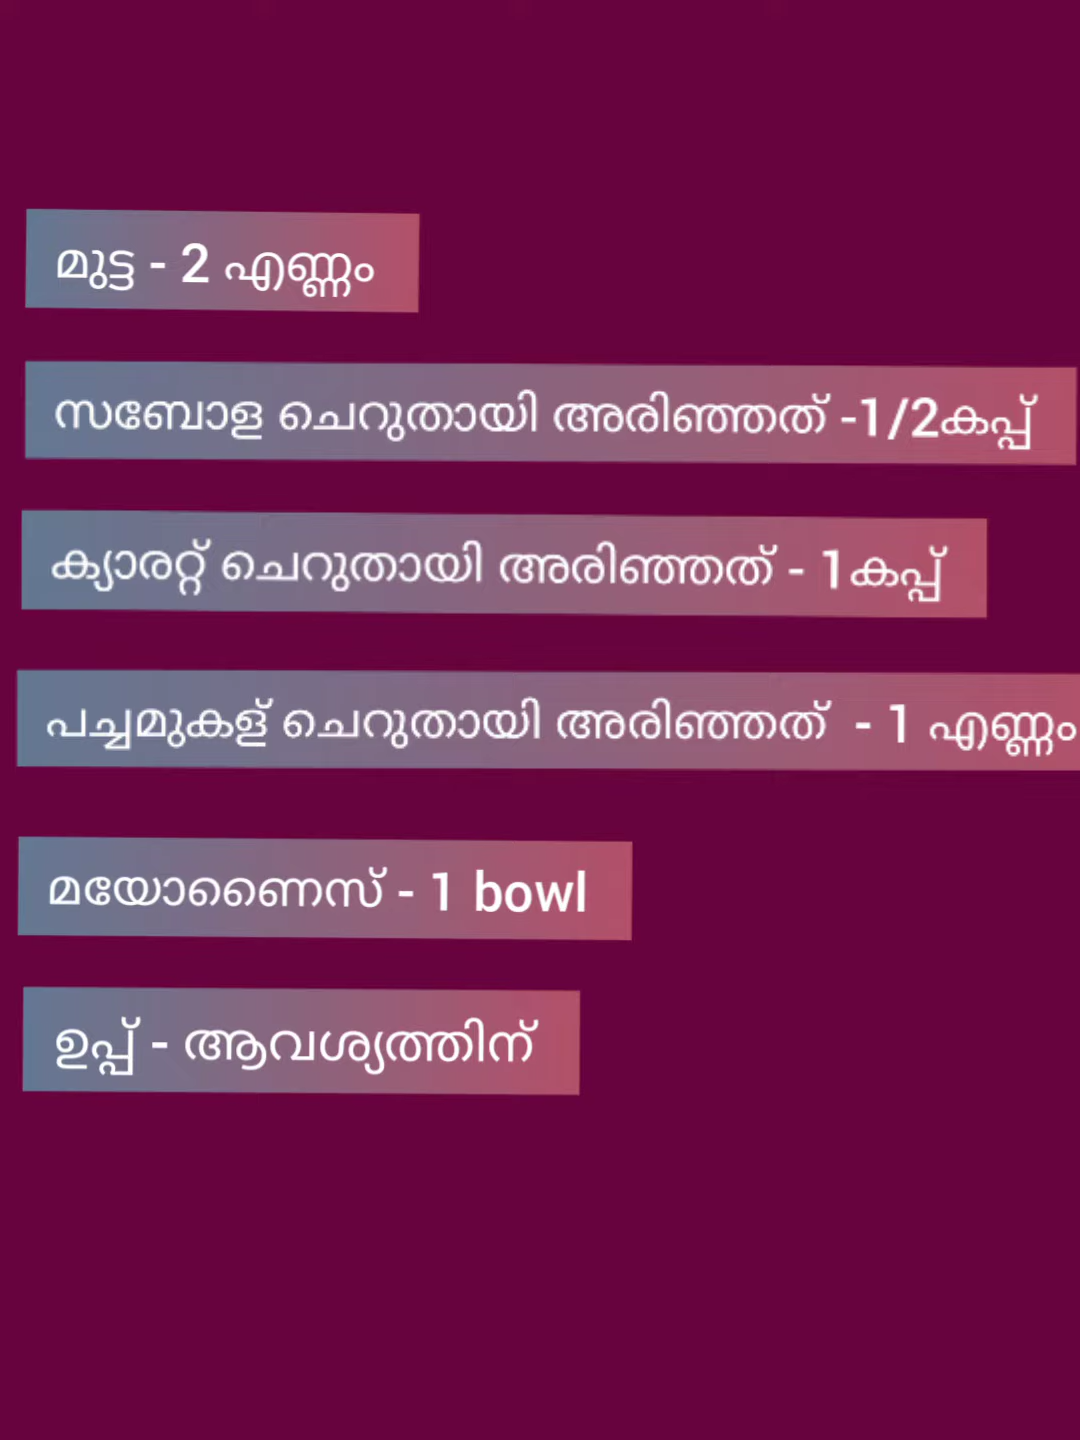 മുട്ട - 2 എണ്ണം
സബോള ചെറുതായി അരിഞ്ഞത് -1/2കപ്പ്
ക്യാരറ്റ് ചെറുതായി അരിഞ്ഞത് - 1കപ്പ്
പച്ചമുകള് ചെറുതായി അരിഞ്ഞത്  - 1 എണ്ണം
മയോണൈസ് - 1 bowl
ഉപ്പ് - ആവശ്യത്തിന്